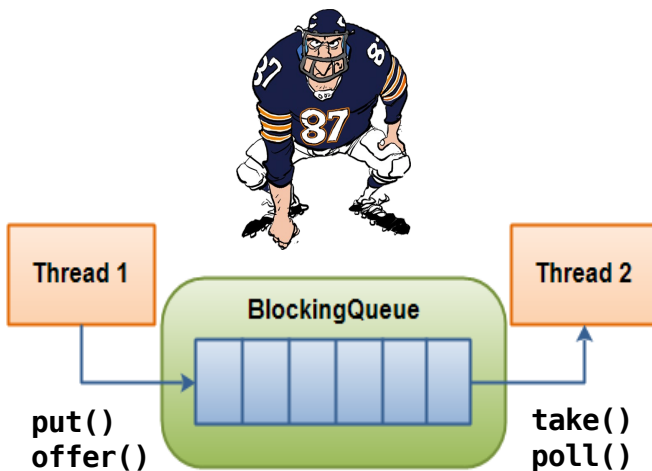 87
87
87
Thread 1
Thread 2
BlockingQueue
put()
offer()
take()
poll()